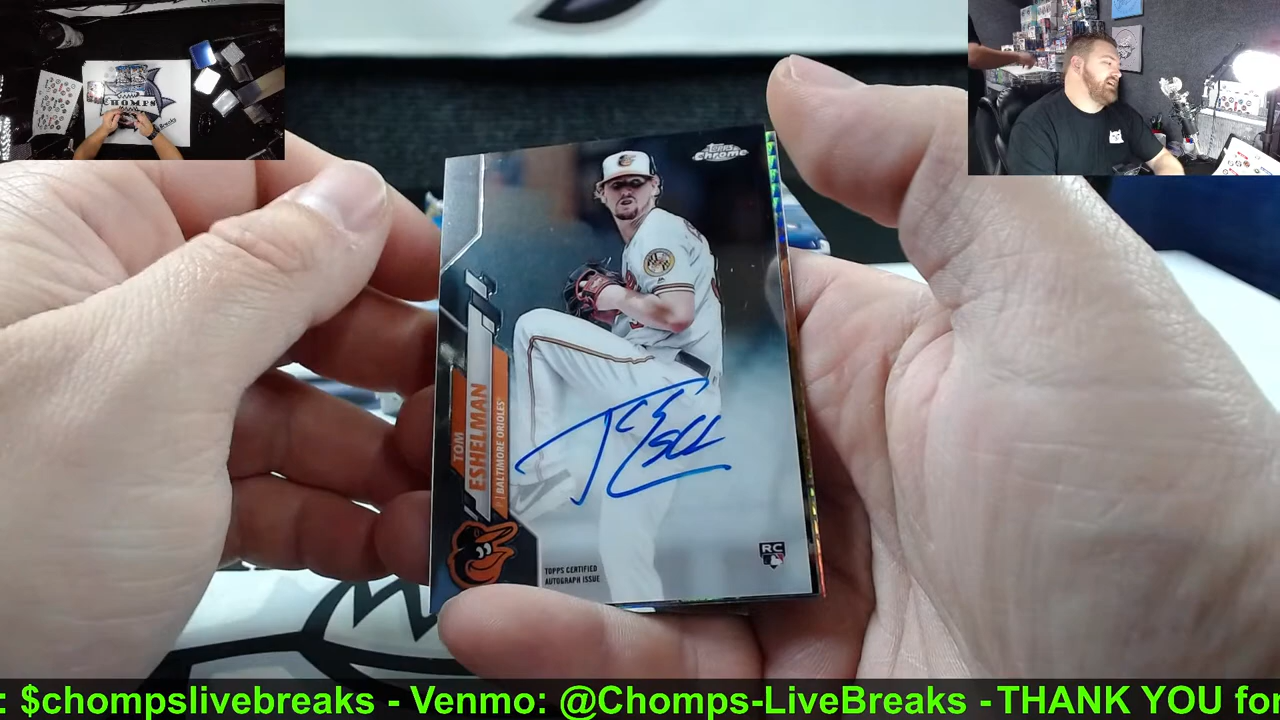 CHOMPS
Breaks
Topps
Chrome
TOM
ESHELMAN
P | BALTIMORE ORIOLES
TOPPS CERTIFIED
AUTOGRAPH ISSUE
RC
: $chompslivebreaks - Venmo: @Chomps-LiveBreaks -THANK YOU for